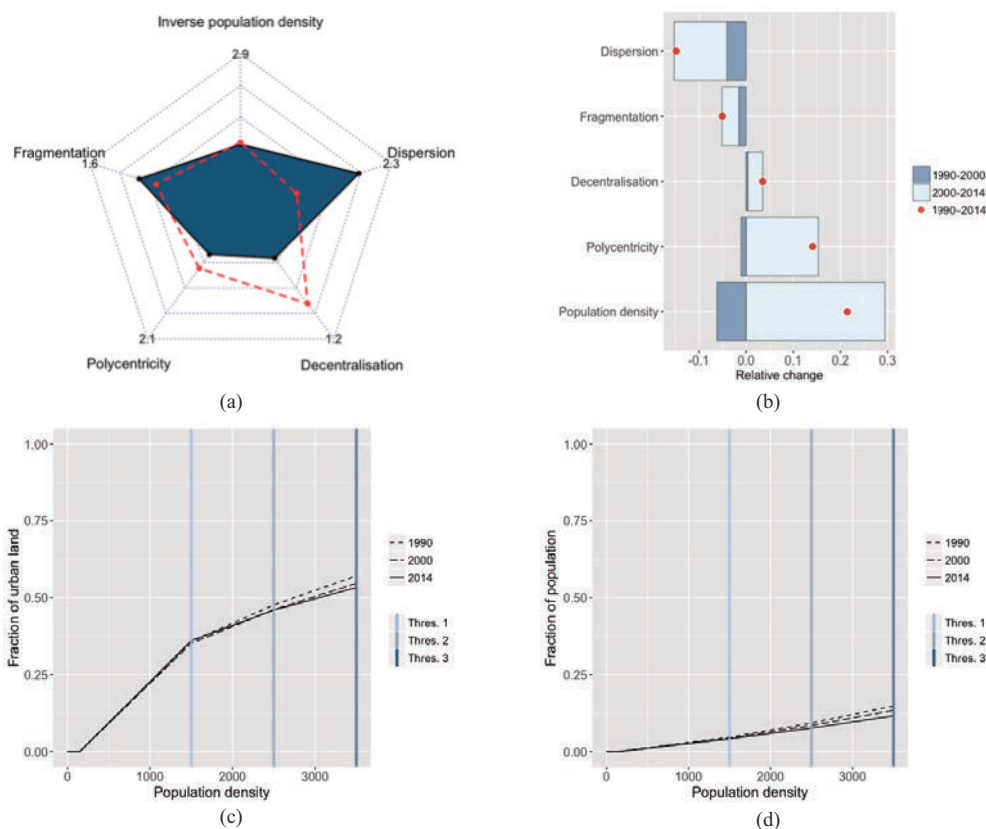 Inverse population density
2.9
Fragmentation
1.6
Dispersion
2.3
2.1
Polycentricity
1.2
Decentralisation
(a)
Dispersion
Fragmentation
Decentralisation
Polycentricity
Population density
-0.1 0.0 0.1 0.2 0.3
Relative change
1990-2000
2000-2014
1990-2014
(b)
Fraction of urban land
1.00
0.75
0.50
0.25
0.00
0 1000 2000 3000
Population density
1990
2000
2014
Thres. 1
Thres. 2
Thres. 3
(c)
Fraction of population
1.00
0.75
0.50
0.25
0.00
0 1000 2000 3000
Population density
1990
2000
2014
Thres. 1
Thres. 2
Thres. 3
(d)